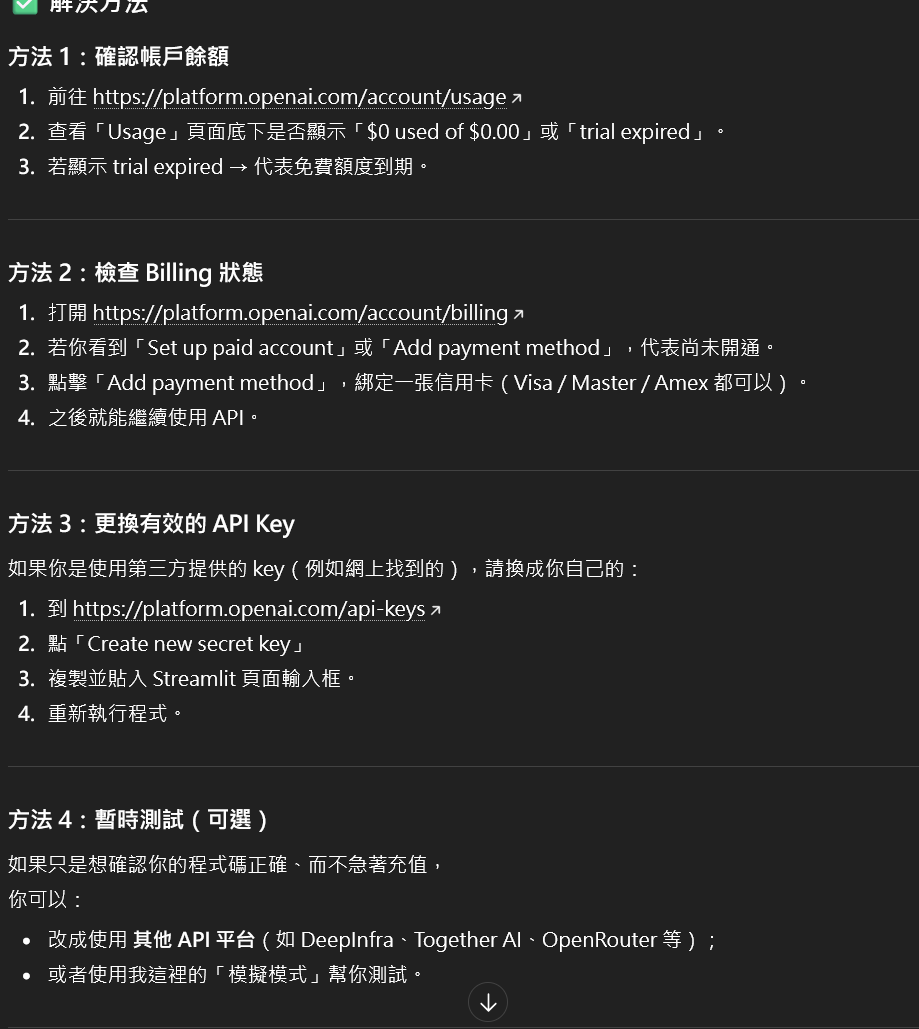 ✅ 解決方法
方法 1：確認帳戶餘額
1. 前往 https://platform.openai.com/account/usage↗
2. 查看「Usage」頁面底下是否顯示「$0 used of $0.00」或「trial expired」。
3. 若顯示 trial expired → 代表免費額度到期。
方法 2：檢查 Billing 狀態
1. 打開 https://platform.openai.com/account/billing↗
2. 若你看到「Set up paid account」或「Add payment method」，代表尚未開通。
3. 點擊「Add payment method」，綁定一張信用卡（Visa / Master / Amex 都可以）。
4. 之後就能繼續使用 API。
方法 3：更換有效的 API Key
如果你是使用第三方提供的 key（例如網上找到的），請換成你自己的：
1. 到 https://platform.openai.com/api-keys↗
2. 點「Create new secret key」
3. 複製並貼入 Streamlit 頁面輸入框。
4. 重新執行程式。
方法 4：暫時測試（可選）
如果只是想確認你的程式碼正確、而不急著充值，
你可以：
• 改成使用 其他 API 平台（如 DeepInfra、Together AI、OpenRouter 等）；
• 或者使用我這裡的「模擬模式」幫你測試。